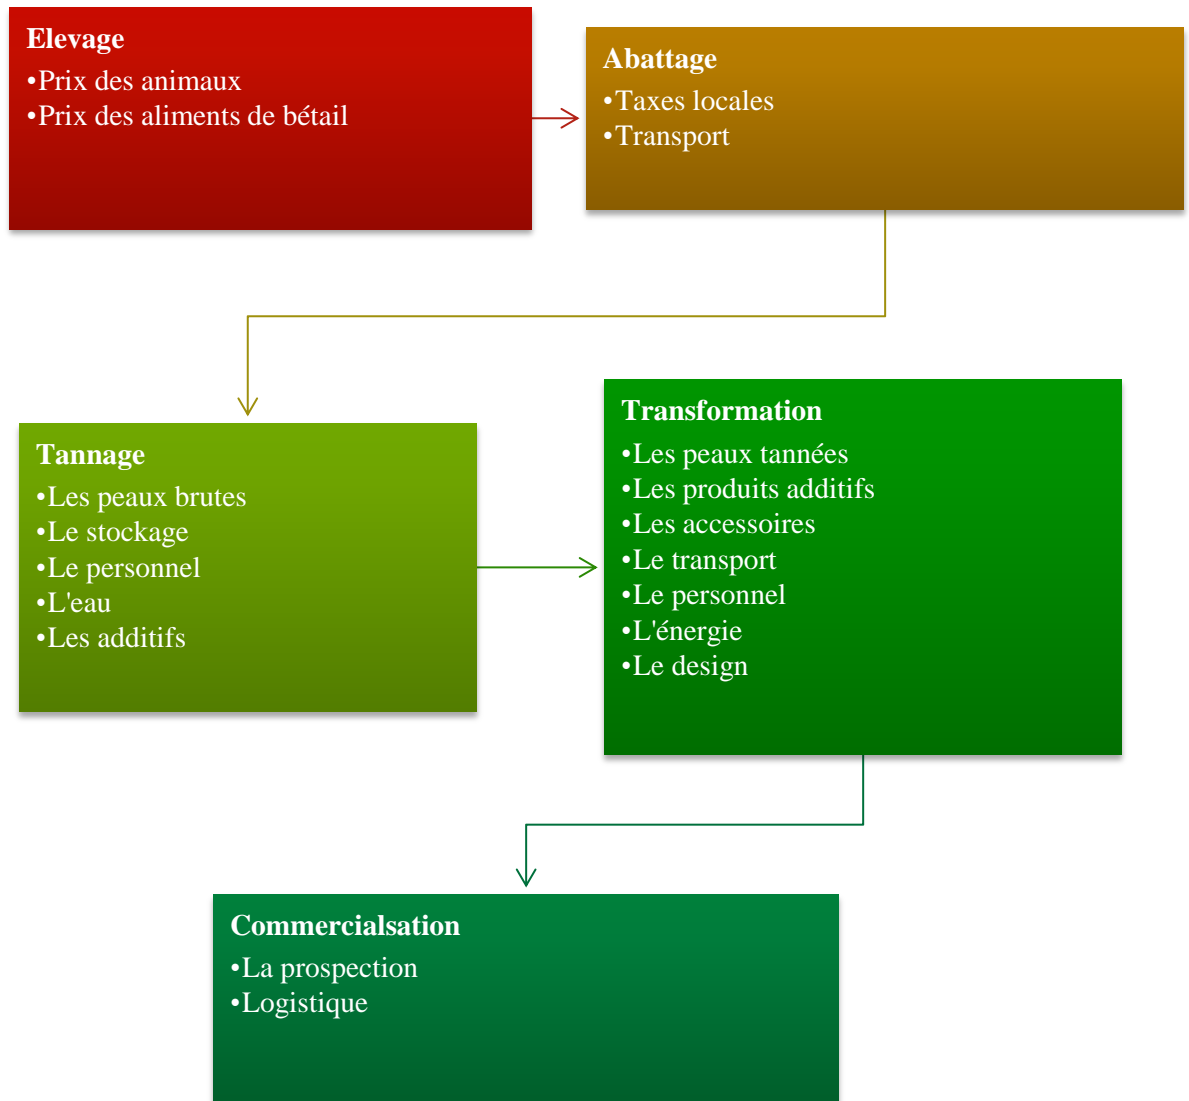 Elevage
•Prix des animaux
•Prix des aliments de bétail
Abattage
•Taxes locales
•Transport
Tannage
•Les peaux brutes
•Le stockage
•Le personnel
•L'eau
•Les additifs
Transformation
•Les peaux tannées
•Les produits additifs
•Les accessoires
•Le transport
•Le personnel
•L'énergie
•Le design
Commercialsation
•La prospection
•Logistique